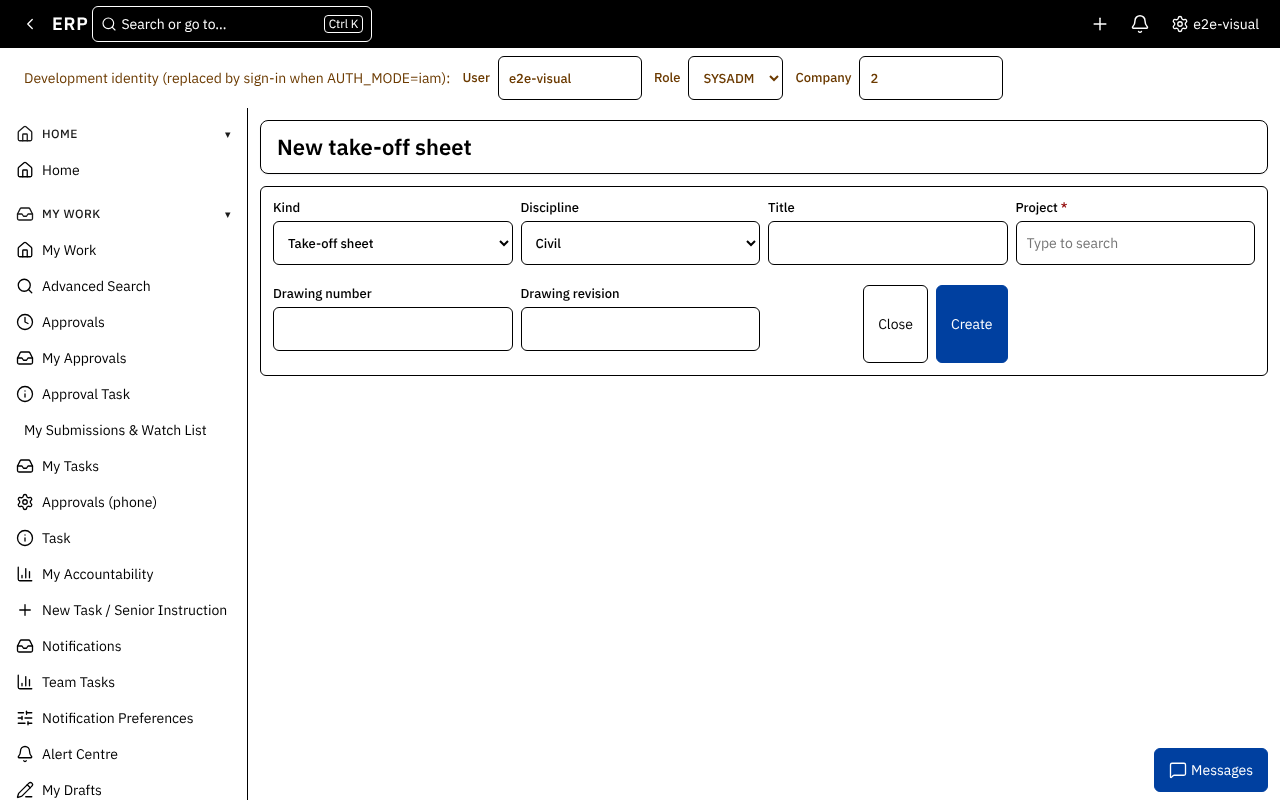 ERP
Search or go to...
Ctrl K
e2e-visual
Development identity (replaced by sign-in when AUTH_MODE=iam):
User
e2e-visual
Role
SYSADM
Company
2
HOME
Home
MY WORK
My Work
Advanced Search
Approvals
My Approvals
Approval Task
My Submissions & Watch List
My Tasks
Approvals (phone)
Task
My Accountability
New Task / Senior Instruction
Notifications
Team Tasks
Notification Preferences
Alert Centre
My Drafts
New take-off sheet
Kind
Discipline
Title
Project *
Take-off sheet
Civil
Type to search
Drawing number
Drawing revision
Close
Create
Messages